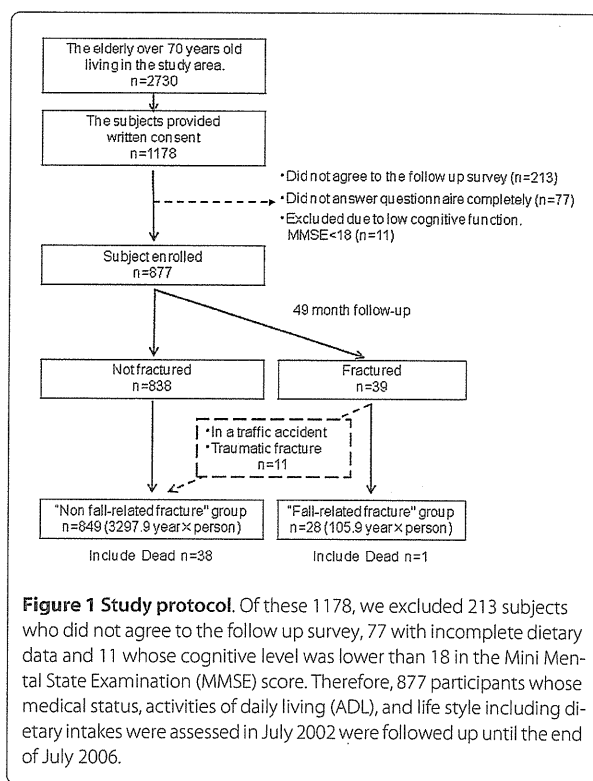 The elderly over 70 years old
living in the study area.
n=2730
The subjects provided
written consent
n=1178
•Did not agree to the follow up survey (n=213)
•Did not answer questionnaire completely (n=77)
•Excluded due to low cognitive function.
MMSE<18 (n=11)
Subject enrolled
n=877
49 month follow-up
Not fractured
n=838
Fractured
n=39
•In a traffic accident
•Traumatic fracture
n=11
"Non fall-related fracture" group
n=849 (3297.9 year×person)
"Fall-related fracture" group
n=28 (105.9 year×person)
Include Dead n=38
Include Dead n=1
Figure 1 Study protocol. Of these 1178, we excluded 213 subjects
who did not agree to the follow up survey, 77 with incomplete dietary
data and 11 whose cognitive level was lower than 18 in the Mini Men-
tal State Examination (MMSE) score. Therefore, 877 participants whose
medical status, activities of daily living (ADL), and life style including di-
etary intakes were assessed in July 2002 were followed up until the end
of July 2006.